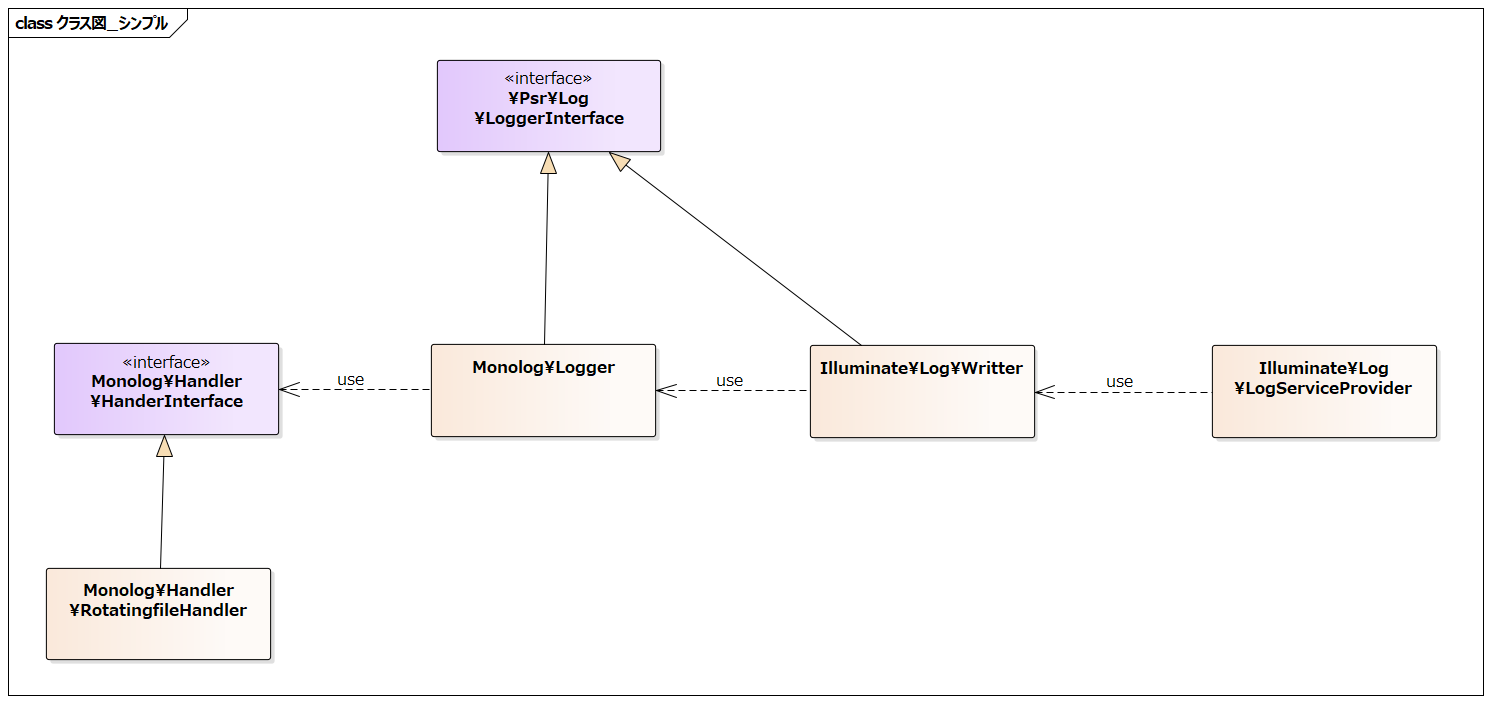 class クラス図_シンプル
«interface»
¥Psr¥Log
¥LoggerInterface
«interface»
Monolog¥Handler
¥HanderInterface
use
Monolog¥Logger
use
Illuminate¥Log¥Writter
use
Illuminate¥Log
¥LogServiceProvider
Monolog¥Handler
¥RotatingfileHandler